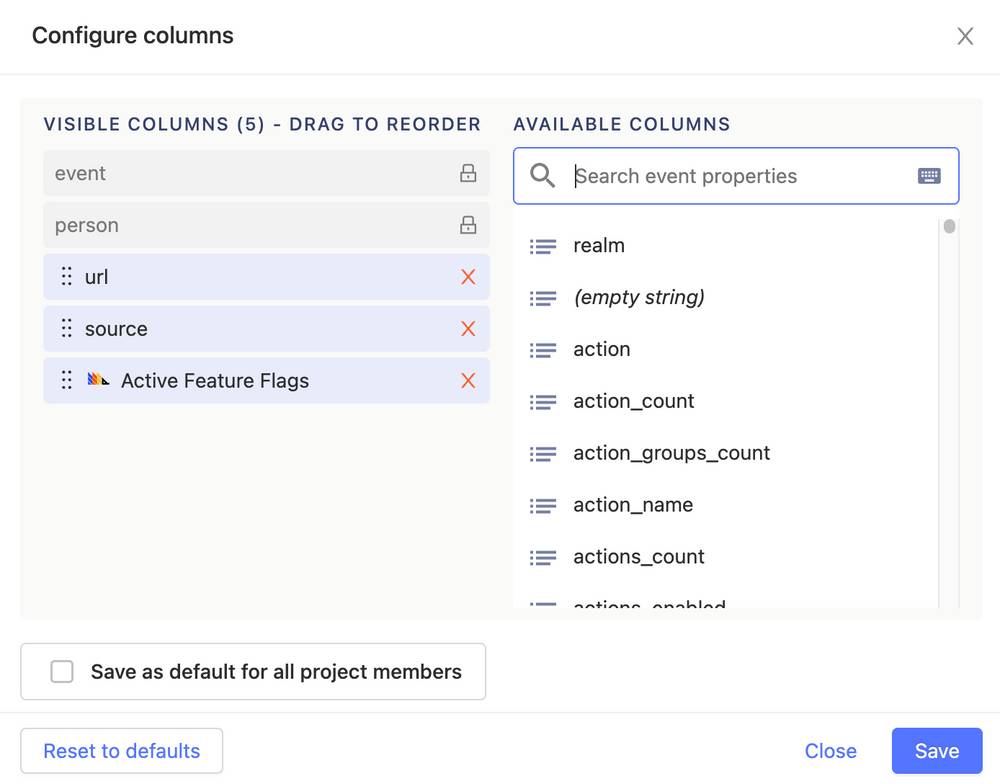 Configure columns
VISIBLE COLUMNS (5) - DRAG TO REORDER
event
person
url
source
Active Feature Flags
AVAILABLE COLUMNS
Search event properties
realm
(empty string)
action
action_count
action_groups_count
action_name
actions_count
actions_enabled
Save as default for all project members
Reset to defaults
Close
Save